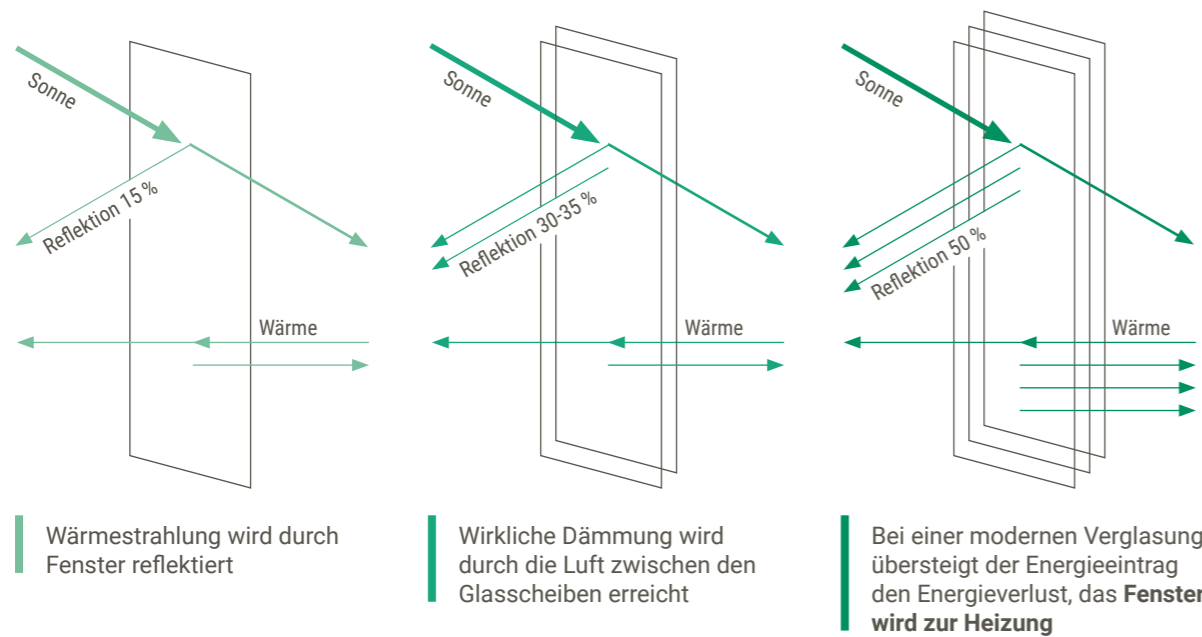 Sonne
Reflektion 15 %
Wärme
Wärmestrahlung wird durch
Fenster reflektiert
Sonne
Reflektion 30-35 %
Wärme
Wirkliche Dämmung wird
durch die Luft zwischen den
Glasscheiben erreicht
Sonne
Reflektion 50 %
Wärme
Bei einer modernen Verglasung
übersteigt der Energieeintrag
den Energieverlust, das Fenster
wird zur Heizung